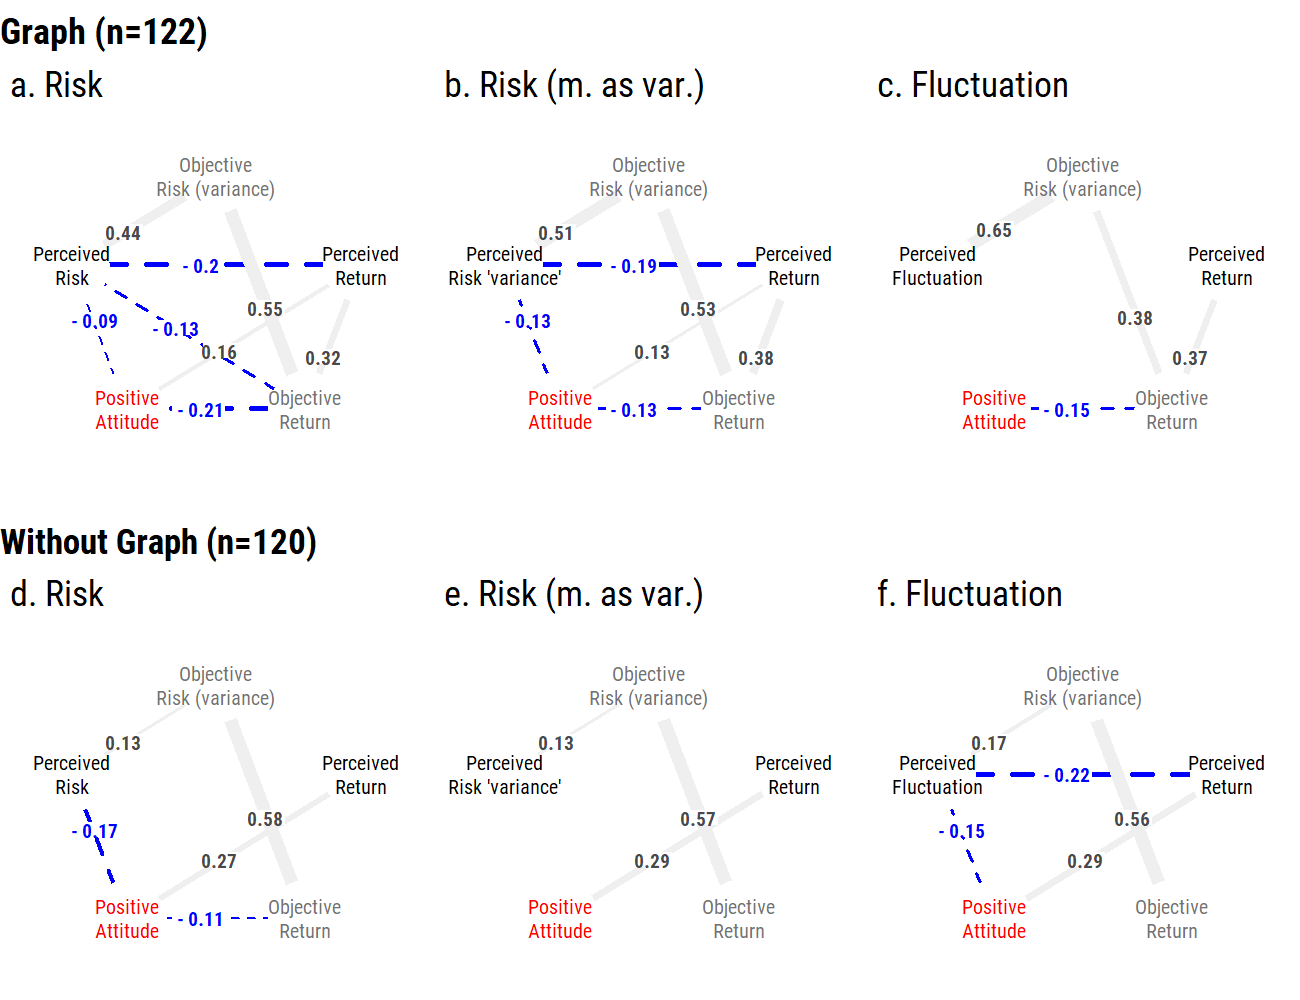 Graph (n=122)
a. Risk
b. Risk (m. as var.)
c. Fluctuation
Objective
Risk (variance)
0.44
Perceived
Risk
- 0.2
Perceived
Return
- 0.09
- 0.13
0.55
0.16
0.32
Positive
Attitude
- 0.21
Objective
Return
Objective
Risk (variance)
0.51
Perceived
Risk 'variance'
- 0.19
Perceived
Return
- 0.13
0.53
0.13
0.38
Positive
Attitude
- 0.13
Objective
Return
Objective
Risk (variance)
0.65
Perceived
Fluctuation
Perceived
Return
0.38
0.37
Positive
Attitude
- 0.15
Objective
Return
Without Graph (n=120)
d. Risk
e. Risk (m. as var.)
f. Fluctuation
Objective
Risk (variance)
0.13
Perceived
Risk
Perceived
Return
- 0.17
0.58
0.27
Positive
Attitude
- 0.11
Objective
Return
Objective
Risk (variance)
0.13
Perceived
Risk 'variance'
Perceived
Return
0.57
0.29
Positive
Attitude
Objective
Return
Objective
Risk (variance)
0.17
Perceived
Fluctuation
- 0.22
Perceived
Return
- 0.15
0.56
0.29
Positive
Attitude
Objective
Return